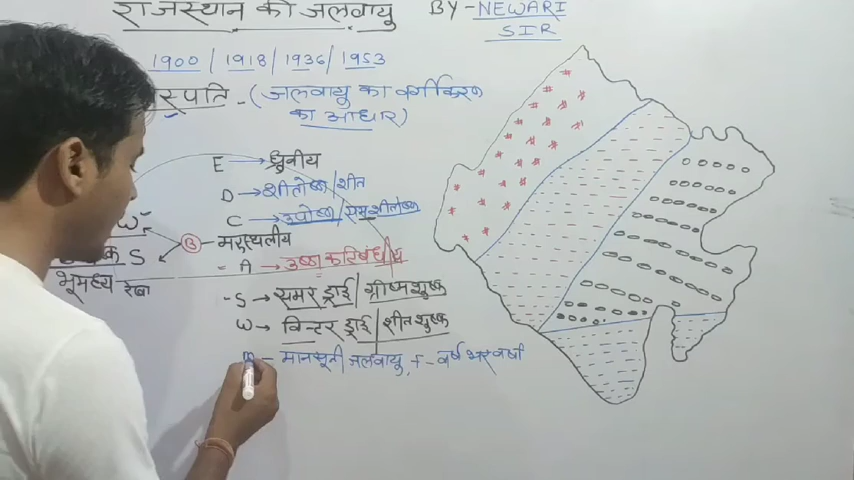 राजस्थान की जलवायु BY-NEWARI SIR
1900 / 1918 / 1936 / 1953
स्पति - (जलवायु का वर्गीकरण का आधार)
E → ध्रुवीय
D → शीतोष्ण/शीत
C → उपोष्ण/समशीतोष्ण
B - मरुस्थलीय
= A → उष्ण कटिबंधीय
S
भूमध्य रेखा
- S → समर ड्राई/ग्रीष्म शुष्क
W → विन्टर ड्राई/शीत शुष्क
m - मानसूनी जलवायु, f - वर्ष भर वर्षा